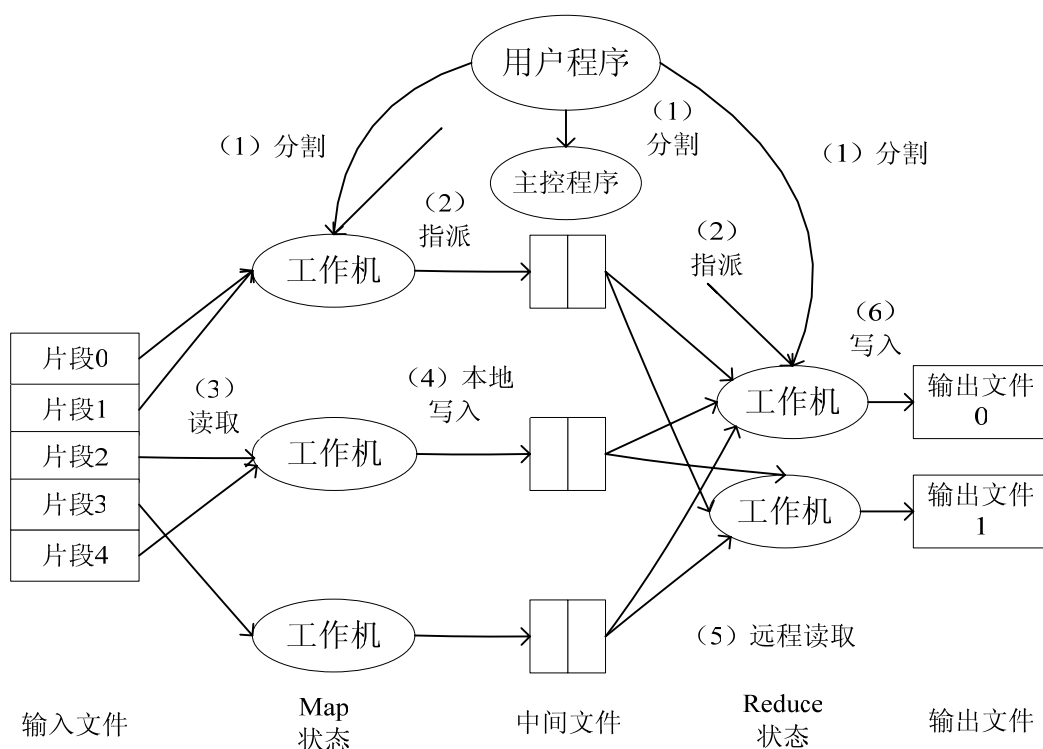 用户程序
（1）
分割
（1）分割
（1）分割
主控程序
（2）
指派
（2）
指派
工作机
（6）
写入
片段0
片段1
片段2
片段3
片段4
（3）
读取
（4）本地
写入
工作机
工作机
输出文件
0
工作机
输出文件
1
工作机
（5）远程读取
输入文件
Map
状态
中间文件
Reduce
状态
输出文件